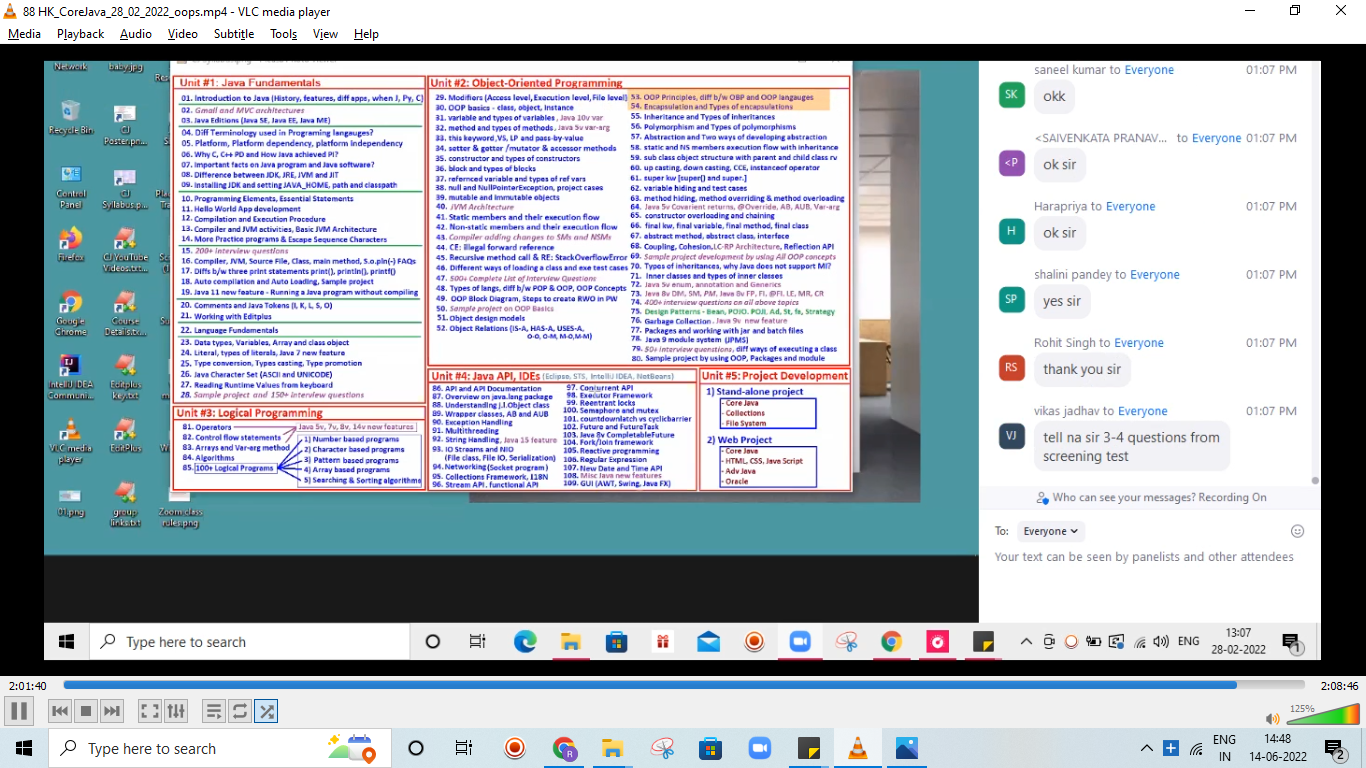 88 HK_CoreJava_28_02_2022_oops.mp4 - VLC media player
Media Playback Audio Video Subtitle Tools View Help
Network
baby.jpg
Recycle Bin
CJ Poster.pn...
Control Panel
CJ Syllabus.p...
Firefox
CJ YouTube Videos.txt...
Google Chrome
Course Details.tx...
IntelliJ IDEA Communi...
Editplus key.txt
VLC media player
EditPlus
01.png
group links.txt
Zoom class rules.png
Unit #1: Java Fundamentals
01. Introduction to Java (History, features, diff apps, when J, Py, C)
02. Gmail and MVC architectures
03. Java Editions (Java SE, Java EE, Java ME)
04. Diff Terminology used in Programing langauges?
05. Platform, Platform dependency, platform Independency
06. Why C, C++ PD and How Java achieved PI?
07. Important facts on Java program and Java software?
08. Difference between JDK, JRE, JVM and JIT
09. Installing JDK and setting JAVA_HOME, path and classpath
10. Programming Elements, Essential Statements
11. Hello World App development
12. Compilation and Execution Procedure
13. Compiler and JVM activities, Basic JVM Architecture
14. More Practice programs & Escape Sequence Characters
15. 200+ interview questions
16. Compiler, JVM, Source File, Class, main method, S.o.pln(-) FAQs
17. Diffs b/w three print statements print(), println(), printf()
18. Auto compilation and Auto Loading, Sample project
19. Java 11 new feature - Running a Java program without compiling
20. Comments and Java Tokens (I, K, L, S, O)
21. Working with Editplus
22. Language Fundamentals
23. Data types, Variables, Array and class object
24. Literal, types of literals, Java 7 new feature
25. Type conversion, Types casting, Type promotion
26. Java Character Set (ASCII and UNICODE)
27. Reading Runtime Values from keyboard
28. Sample project and 150+ interview questions
Unit #3: Logical Programming
81. Operators
Java 5v, 7v, 8v, 14v now features
82. Control flow statements
83. Arrays and Var-arg method
84. Algorithms
85. 100+ Logical Programs
1) Number based programs
2) Character based programs
3) Pattern based programs
4) Array based programs
5) Searching & Sorting algorithms
Unit #2: Object-Oriented Programming
29. Modifiers (Access level, Execution level, File level)
30. OOP basics - class, object, instance
31. variable and types of variables, Java 10v var
32. method and types of methods, Java 5v var-arg
33. this keyword, VS, LP and pass-by-value
34. setter & getter /mutator & accessor methods
35. constructor and types of constructors
36. block and types of blocks
37. referenced variable and types of ref vars
38. null and NullPointerException, project cases
39. mutable and immutable objects
40. JVM Architecture
41. Static members and their execution flow
42. Non-static members and their execution flow
43. Compiler adding changes to SMs and NSMs
44. CE: illegal forward reference
45. Recursive method call & RE: StackOverflowError
46. Different ways of loading a class and exe test cases
47. 500+ Complete List of Interview Questions
48. Types of langs, diff b/w POP & OOP, OOP Concepts
49. OOP Block Diagram, Steps to create RWO in PW
50. Sample project on OOP Basics
51. Object design models
52. Object Relations (IS-A, HAS-A, USES-A,
O-O, O-M, M-O, M-M)
53. OOP Principles, diff b/w OBP and OOP langauges
54. Encapsulation and Types of encapsulations
55. Inheritance and Types of inheritances
56. Polymorphism and Types of polymorphisms
57. Abstraction and Two ways of developing abstraction
58. static and NS members execution flow with inheritance
59. sub class object structure with parent and child class rv
60. up casting, down casting, CCE, instanceof operator
61. super kw [super() and super.]
62. variable hiding and test cases
63. method hiding, method overriding & method overloading
64. Java 5v Covarient returns, @Override, AB, AUB, Var-arg
65. constructor overloading and chaining
66. final kw, final variable, final method, final class
67. abstract method, abstract class, interface
68. Coupling, Cohesion, LC-RP Architecture, Reflection API
69. Sample project development by using All OOP concepts
70. Types of inheritances, why Java does not support MI?
71. Inner classes and types of inner classes
72. Java 5v enum, annotation and Generics
73. Java 8v DM, SM, PM, Java 8v FP, FI, @FI, LE, MR, CR
74. 400+ interview questions on all above topics
75. Design Patterns - Bean, POJO, POJI, Ad, St, fa, Strategy
76. Garbage Collection, Java 9v new feature
77. Packages and working with jar and batch files
78. Java 9 module system (JPMS)
79. 50+ interview questions, diff ways of executing a class
80. Sample project by using OOP, Packages and module
Unit #4: Java API, IDEs (Eclipse, STS, IntelliJ IDEA, NetBeans)
86. API and API Documentation
87. Overview on java.lang package
88. Understanding j.l.Object class
89. Wrapper classes, AB and AUB
90. Exception Handling
91. Multithreading
92. String Handling, Java 15 feature
93. IO Streams and NIO
(File class, File IO, Serialization)
94. Networking (Socket program)
95. Collections Framework, I18N
96. Stream API, functional API
97. Conjurrent API
98. Executor Framework
99. Reentrant locks
100. Semaphore and mutex
101. countdownlatch vs cyclicbarrier
102. Future and FutureTask
103. Java 8v CompletableFuture
104. Fork/Join framework
105. Reactive programming
106. Regular Expression
107. New Date and Time API
108. Misc Java new features
109. GUI (AWT, Swing, Java FX)
Unit #5: Project Development
1) Stand-alone project
- Core Java
- Collections
- File System
2) Web Project
- Core Java
- HTML, CSS, Java Script
- Adv Java
- Oracle
saneel kumar to Everyone 01:07 PM
SK okk
<SAIVENKATA PRANAV... to Everyone 01:07 PM
<P ok sir
Harapriya to Everyone 01:07 PM
H ok sir
shalini pandey to Everyone 01:07 PM
SP yes sir
Rohit Singh to Everyone 01:07 PM
RS thank you sir
vikas jadhav to Everyone 01:07 PM
VJ tell na sir 3-4 questions from
screening test
Who can see your messages? Recording On
To: Everyone
Your text can be seen by panelists and other attendees
Type here to search
ENG
13:07
28-02-2022
1
2:01:40
2:08:46
125%
Type here to search
R
ENG
IN
14:48
14-06-2022
2